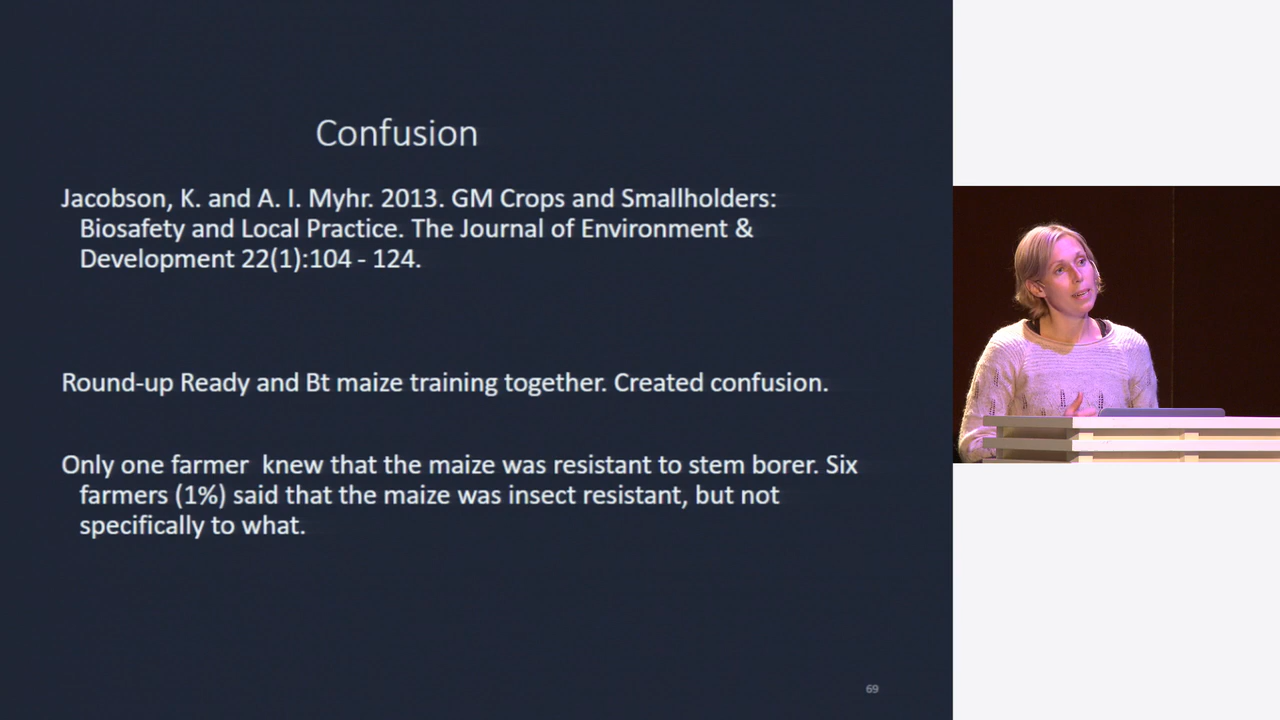 Confusion
Jacobson, K. and A. I. Myhr. 2013. GM Crops and Smallholders:
Biosafety and Local Practice. The Journal of Environment &
Development 22(1):104 - 124.
Round-up Ready and Bt maize training together. Created confusion.
Only one farmer  knew that the maize was resistant to stem borer. Six
farmers (1%) said that the maize was insect resistant, but not
specifically to what.
69